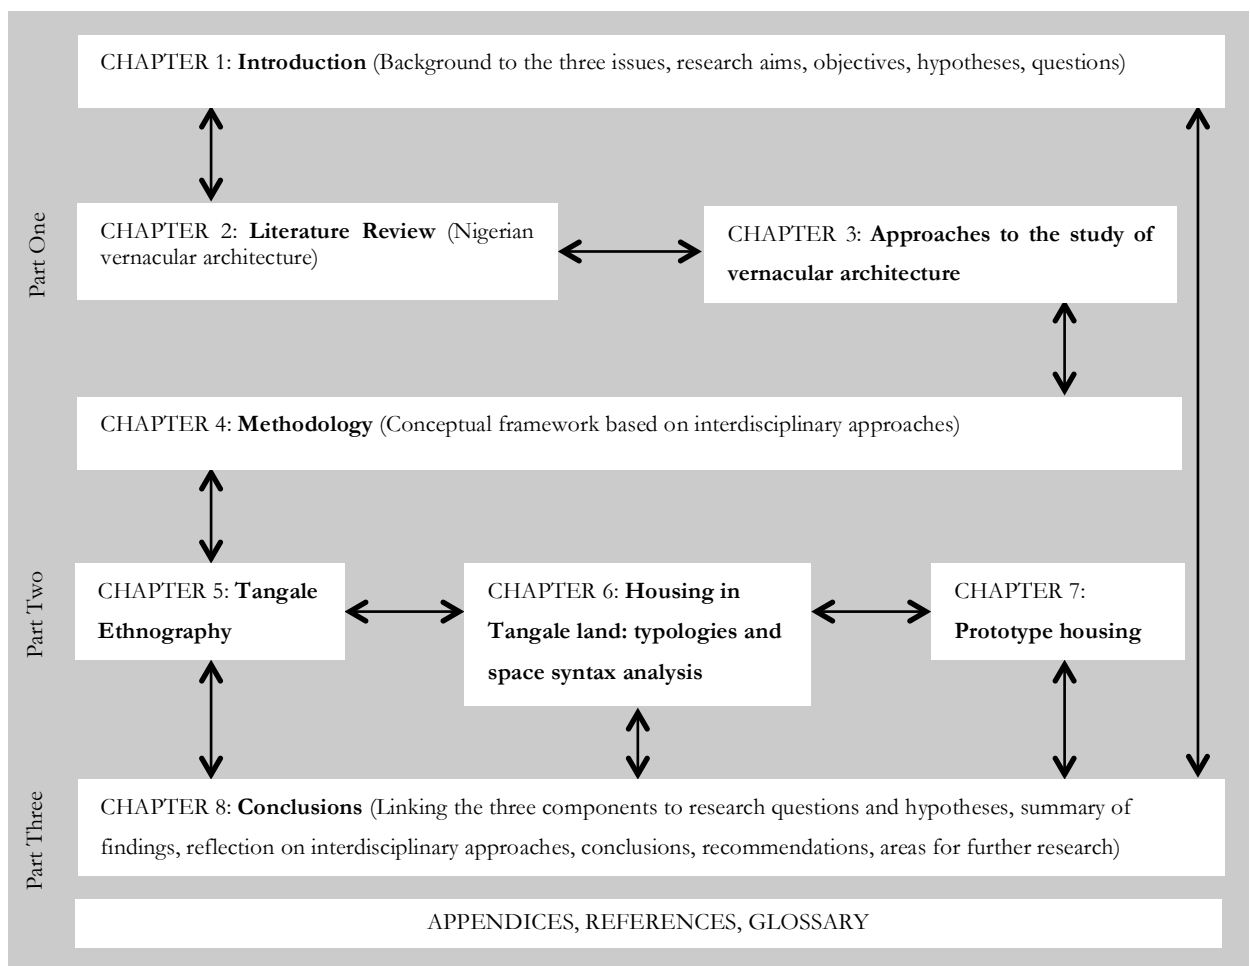 CHAPTER 1: Introduction (Background to the three issues, research aims, objectives, hypotheses, questions)
Part One
CHAPTER 2: Literature Review (Nigerian
vernacular architecture)
CHAPTER 3: Approaches to the study of
vernacular architecture
CHAPTER 4: Methodology (Conceptual framework based on interdisciplinary approaches)
Part Two
CHAPTER 5: Tangale
Ethnography
CHAPTER 6: Housing in
Tangale land: typologies and
space syntax analysis
CHAPTER 7:
Prototype housing
Part Three
CHAPTER 8: Conclusions (Linking the three components to research questions and hypotheses, summary of
findings, reflection on interdisciplinary approaches, conclusions, recommendations, areas for further research)
APPENDICES, REFERENCES, GLOSSARY